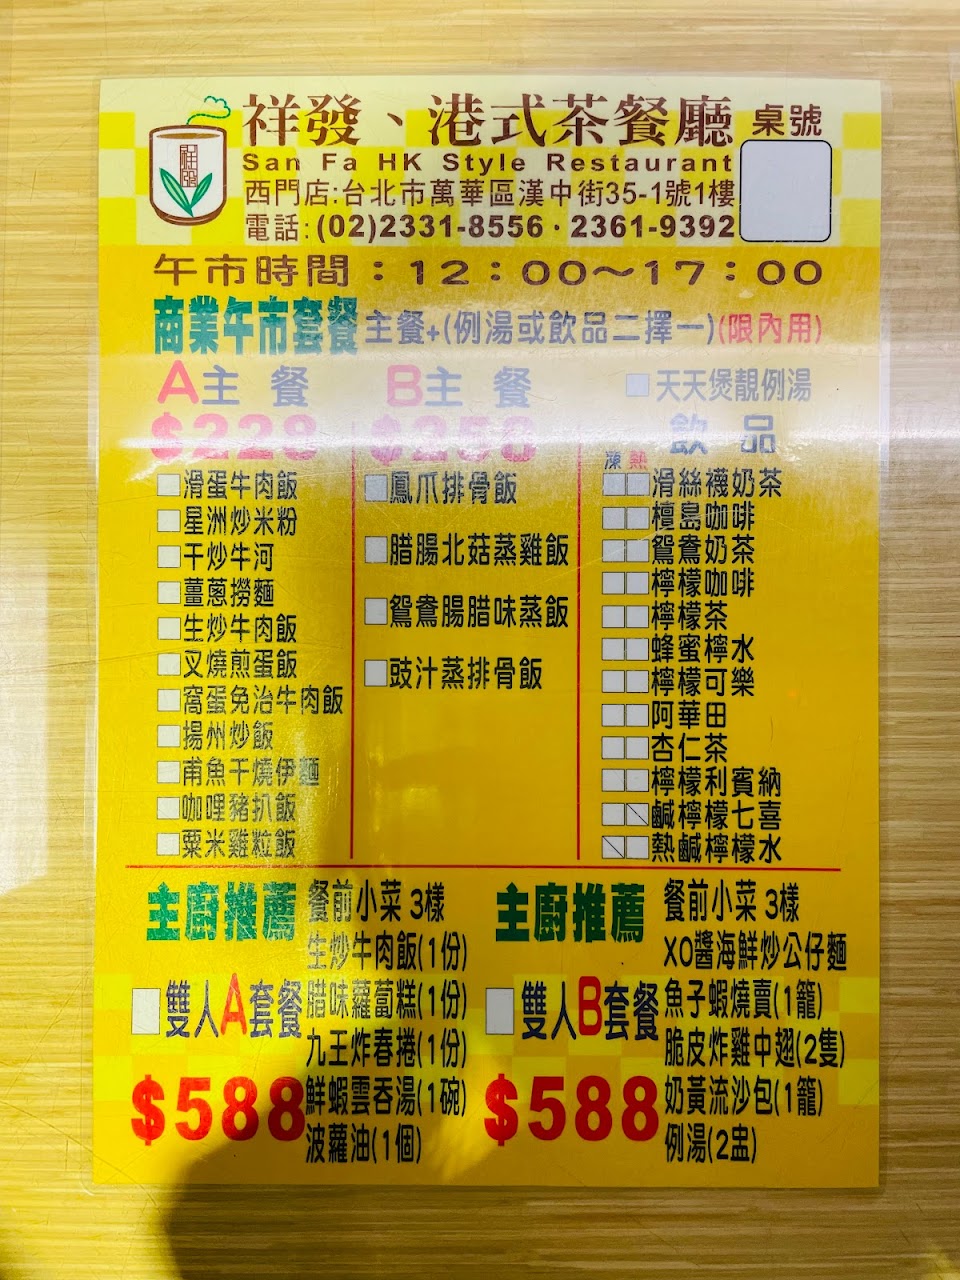 祥發、港式茶餐廳 桌號
祥發
San Fa HK Style Restaurant
西門店:台北市萬華區漢中街35-1號1樓
電話:(02)2331-8556·2361-9392
午市時間：12：00～17：00
商業午市套餐 主餐+(例湯或飲品二擇一)(限內用)
A主餐
$228
滑蛋牛肉飯
星洲炒米粉
干炒牛河
薑蔥撈麵
生炒牛肉飯
叉燒煎蛋飯
窩蛋免治牛肉飯
揚州炒飯
甫魚干燒伊麵
咖哩豬扒飯
粟米雞粒飯
B主餐
$258
鳳爪排骨飯
腊腸北菇蒸雞飯
鴛鴦腸腊味蒸飯
豉汁蒸排骨飯
天天煲靚例湯
飲品
凍 熱
滑絲襪奶茶
檀島咖啡
鴛鴦奶茶
檸檬咖啡
檸檬茶
蜂蜜檸水
檸檬可樂
阿華田
杏仁茶
檸檬利賓納
鹹檸檬七喜
熱鹹檸檬水
主廚推薦
雙人A套餐
$588
餐前小菜3樣
生炒牛肉飯(1份)
腊味蘿蔔糕(1份)
九王炸春捲(1份)
鮮蝦雲吞湯(1碗)
波蘿油(1個)
主廚推薦
雙人B套餐
$588
餐前小菜3樣
XO醬海鮮炒公仔麵
魚子蝦燒賣(1籠)
脆皮炸雞中翅(2隻)
奶黃流沙包(1籠)
例湯(2盅)